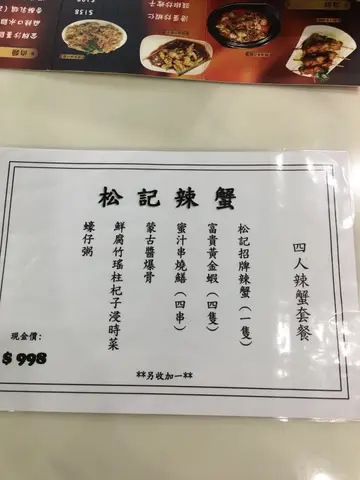 $158
松記辣蟹
四人辣蟹套餐
松記招牌辣蟹（一隻）
富貴黃金蝦（四隻）
蜜汁串燒鱔（四串）
蒙古醬爆骨
鮮腐竹瑤柱杞子浸時菜
蠔仔粥
現金價：
$ 998
**另收加一**